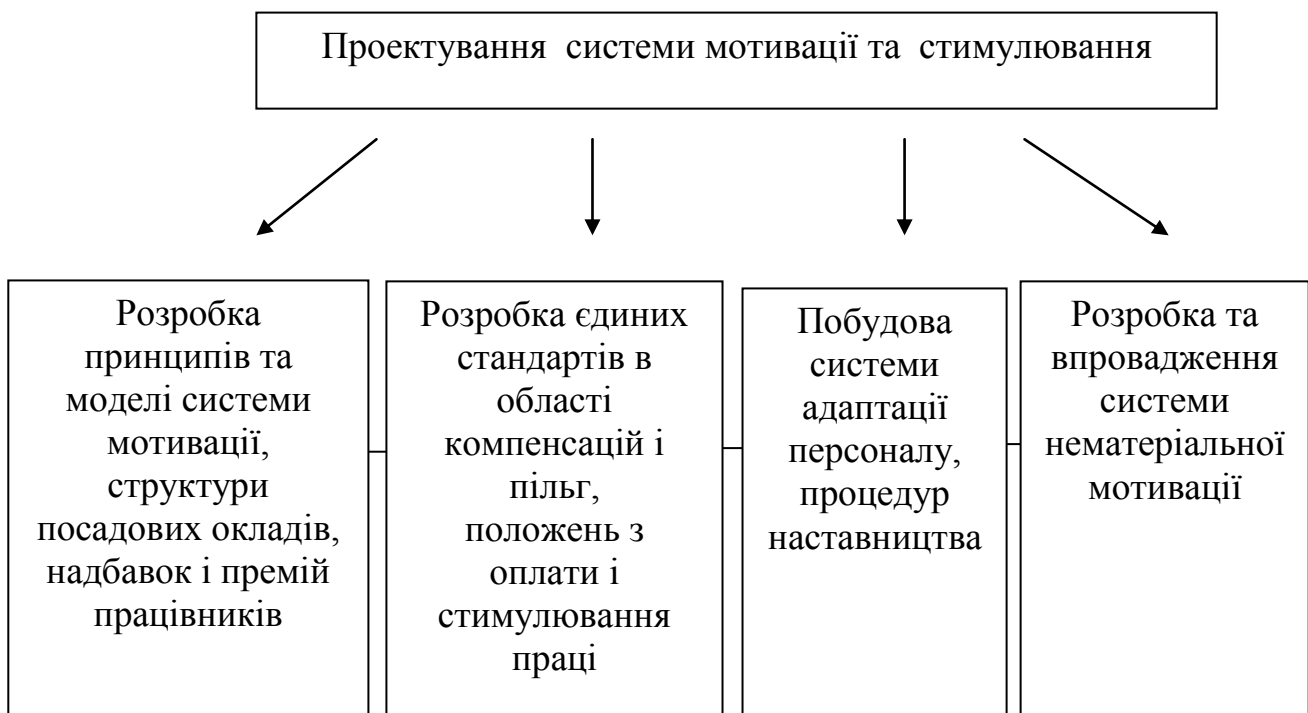 Проектування системи мотивації та стимулювання
Розробка
принципів та
моделі системи
мотивації,
структури
посадових окладів,
надбавок і премій
працівників
Розробка єдиних
стандартів в
області
компенсацій і
пільг,
положень з
оплати і
стимулювання
праці
Побудова
системи
адаптації
персоналу,
процедур
наставництва
Розробка та
впровадження
системи
нематеріальної
мотивації